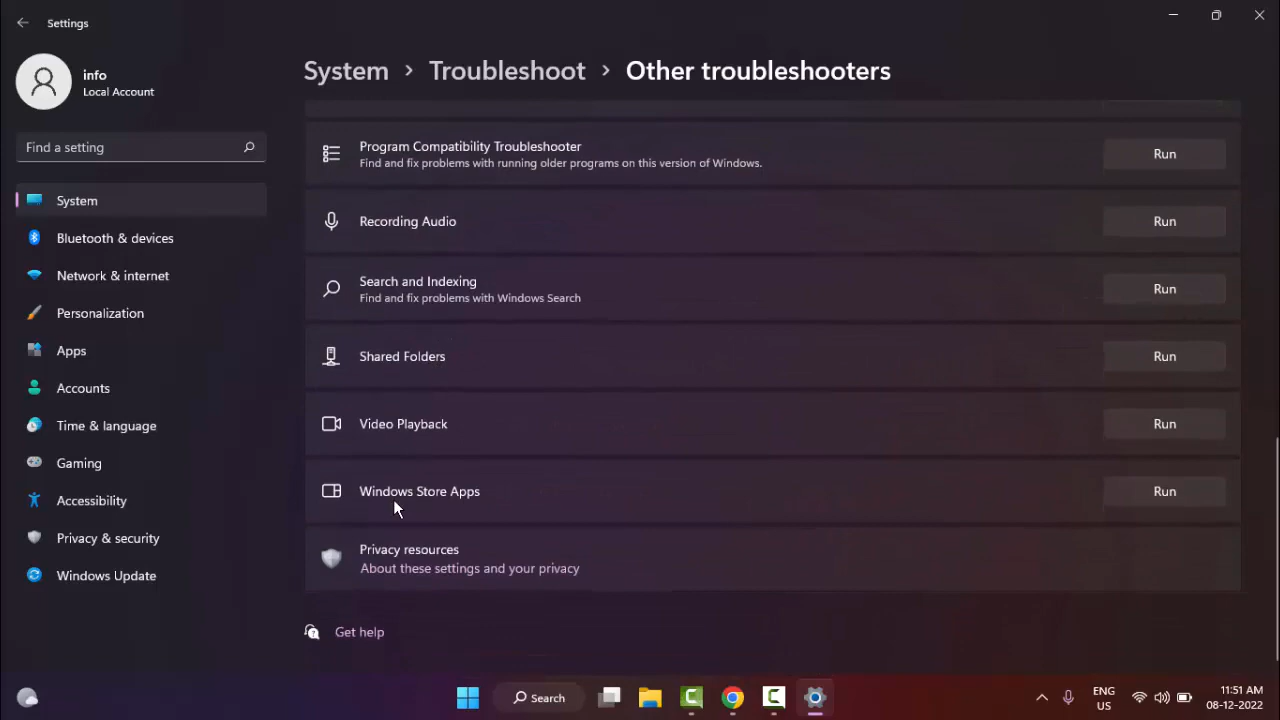 Settings
info
Local Account
Find a setting
System
Bluetooth & devices
Network & internet
Personalization
Apps
Accounts
Time & language
Gaming
Accessibility
Privacy & security
Windows Update
System > Troubleshoot > Other troubleshooters
Program Compatibility Troubleshooter
Find and fix problems with running older programs on this version of Windows.
Run
Recording Audio
Run
Search and Indexing
Find and fix problems with Windows Search
Run
Shared Folders
Run
Video Playback
Run
Windows Store Apps
Run
Privacy resources
About these settings and your privacy
Get help
Search
ENG
US
11:51 AM
08-12-2022